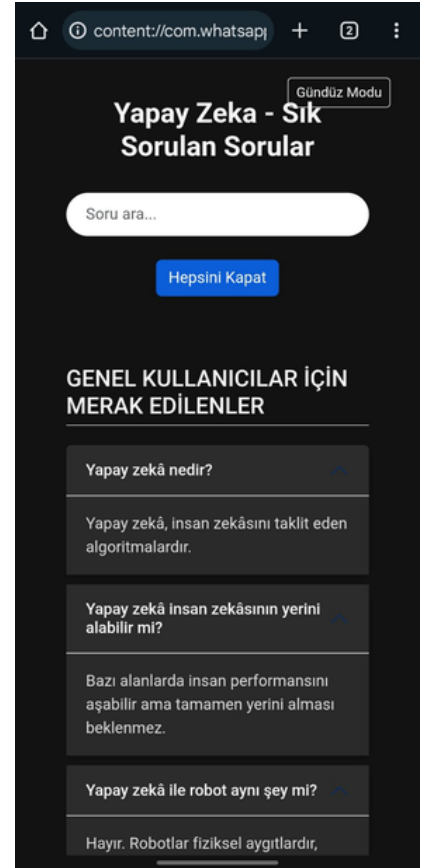 content://com.whatsapp
2
Gündüz Modu
Yapay Zeka - Sık
Sorulan Sorular
Soru ara...
Hepsini Kapat
GENEL KULLANICILAR İÇİN
MERAK EDİLENLER
Yapay zekâ nedir?
Yapay zekâ, insan zekâsını taklit eden
algoritmalardır.
Yapay zekâ insan zekâsının yerini
alabilir mi?
Bazı alanlarda insan performansını
aşabilir ama tamamen yerini alması
beklenmez.
Yapay zekâ ile robot aynı şey mi?
Hayır. Robotlar fiziksel aygıtlardır,